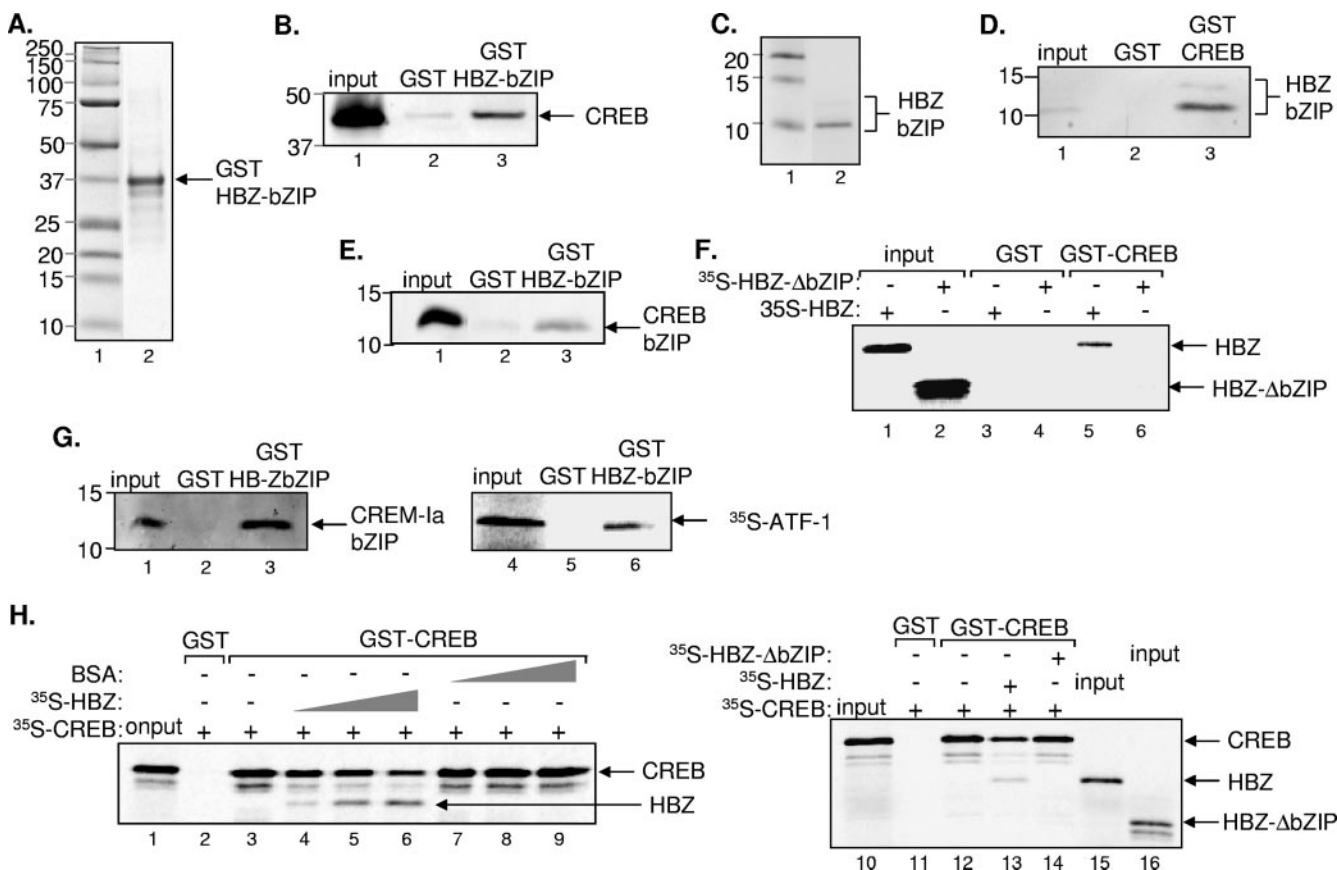 A.
250
150
100
75
50
37
25
20
15
10
GST
HBZ-bZIP
1 2
B.
GST
input GST HBZ-bZIP
50
37
CREB
1 2 3
C.
20
15
10
HBZ
bZIP
1 2
D.
GST
input GST CREB
15
10
HBZ
bZIP
1 2 3
E.
GST
input GST HBZ-bZIP
15
10
CREB
bZIP
1 2 3
F.
input GST GST-CREB
35S-HBZ-ΔbZIP: - + - + - +
35S-HBZ: + - + - + -
HBZ
HBZ-ΔbZIP
1 2 3 4 5 6
G.
GST
input GST HB-ZbZIP
15
10
CREM-Ia
bZIP
1 2 3
GST
input GST HBZ-bZIP
35S-ATF-1
4 5 6
H.
GST GST-CREB
BSA: - - - - -
35S-HBZ: - - - - -
35S-CREB: onput + + + + + + + +
CREB
HBZ
1 2 3 4 5 6 7 8 9
GST GST-CREB
35S-HBZ-ΔbZIP: - - - + input
35S-HBZ: - - + - input
35S-CREB: input + + + +
CREB
HBZ
HBZ-ΔbZIP
10 11 12 13 14 15 16